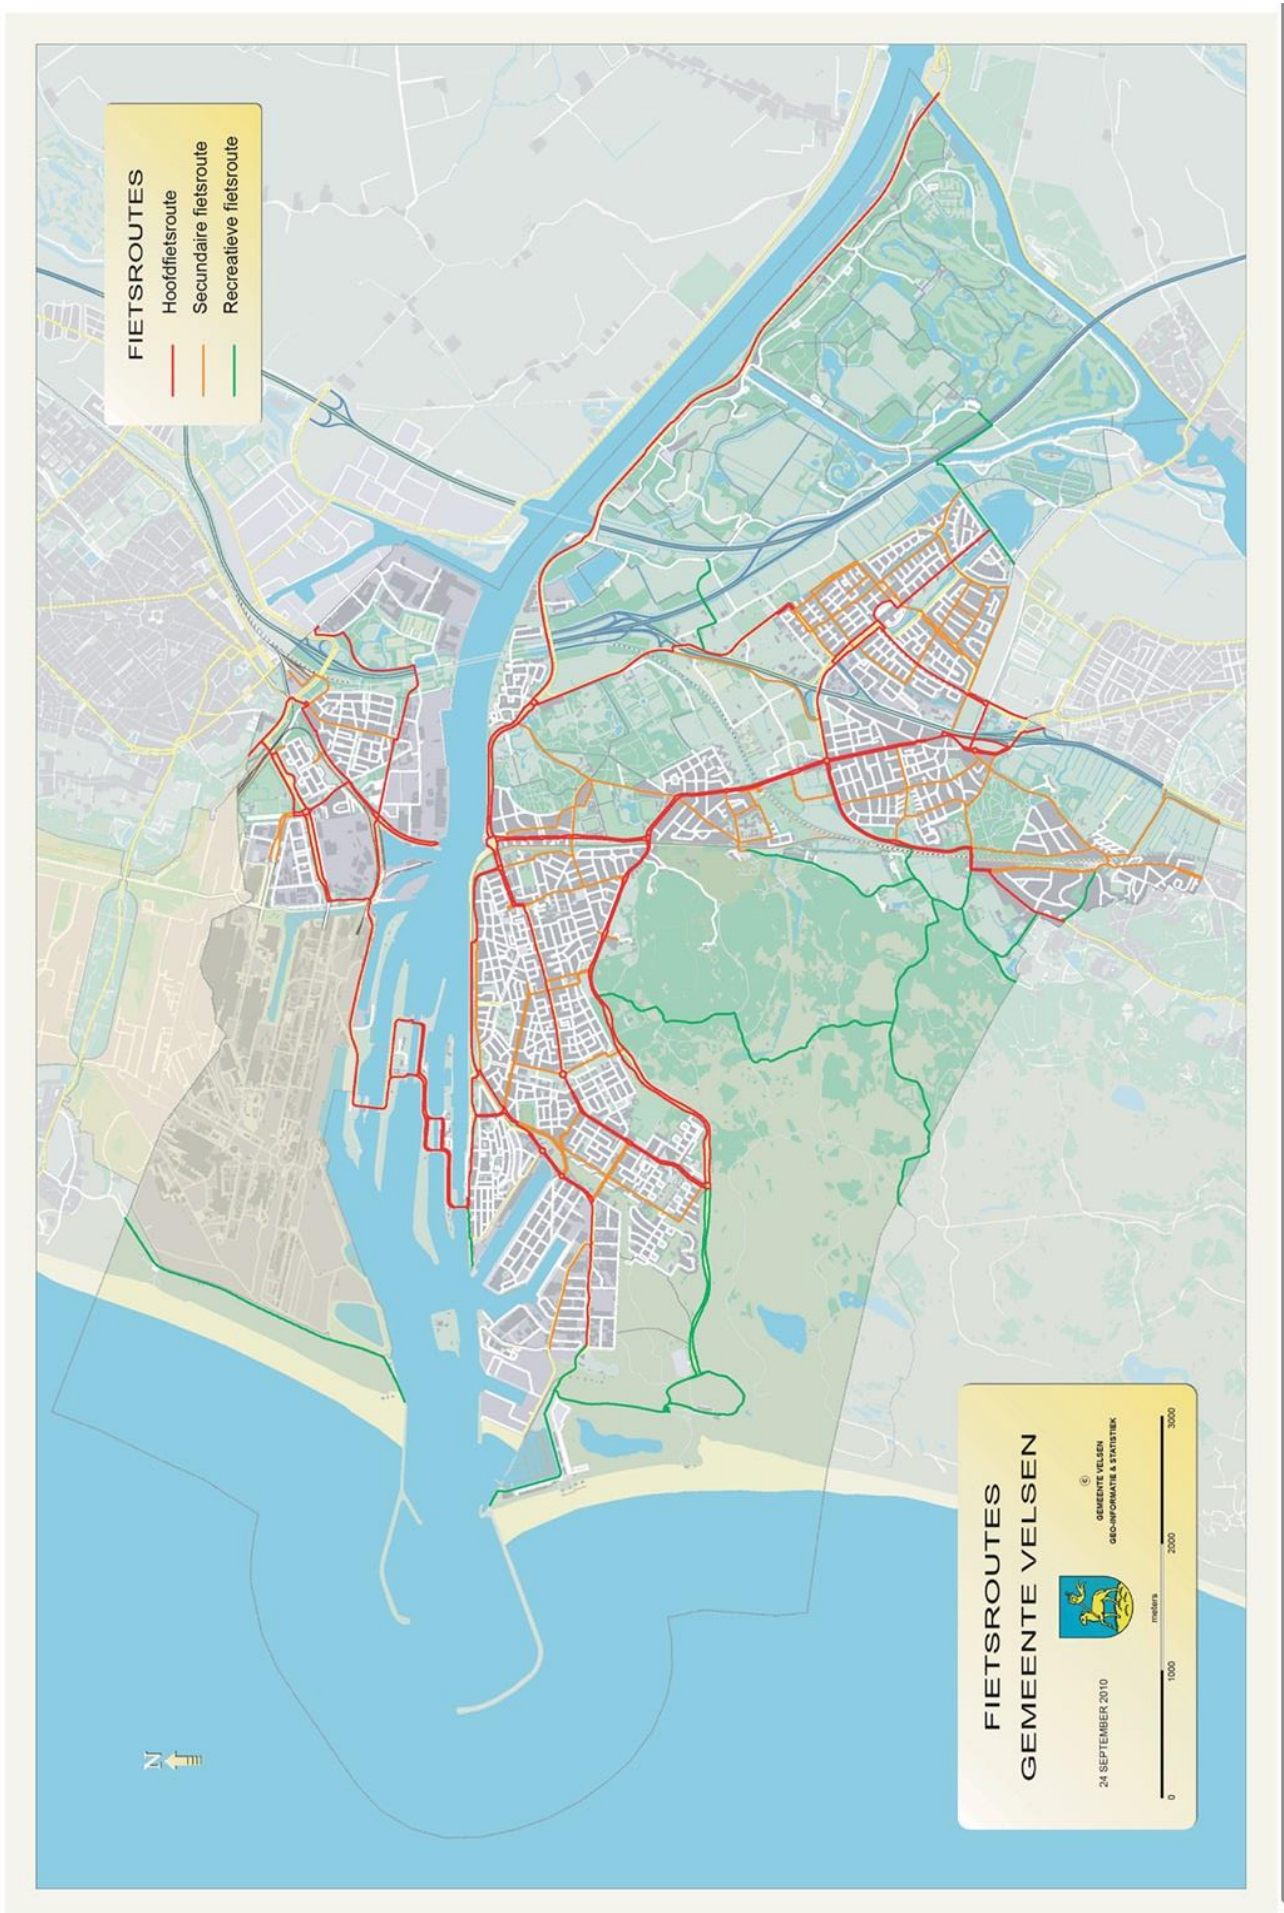 FIETSROUTES
Hoofdfietsroute
Secundaire fietsroute
Recreatieve fietsroute
N
FIETSROUTES
GEMEENTE VELSEN
24 SEPTEMBER 2010
©
GEMEENTE VELSEN
GEO-INFORMATIE & STATISTIEK
meters
0 1000 2000 3000